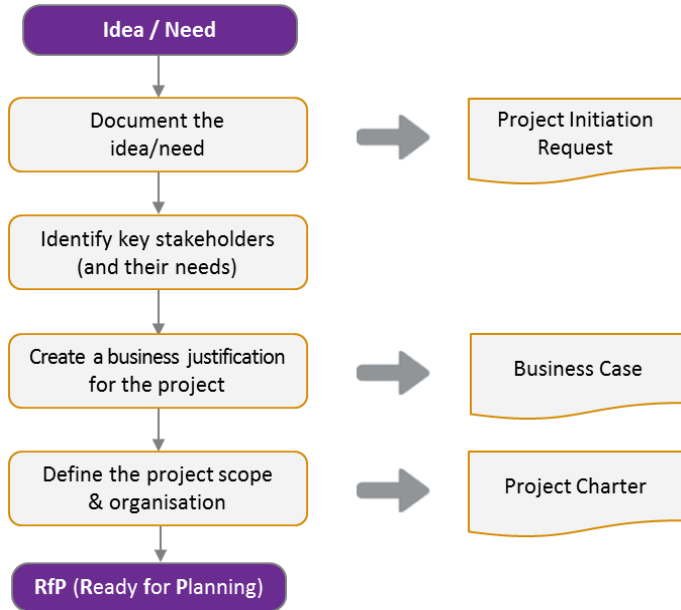 Idea / Need
Document the
idea/need
Project Initiation
Request
Identify key stakeholders
(and their needs)
Create a business justification
for the project
Business Case
Define the project scope
& organisation
Project Charter
RfP (Ready for Planning)